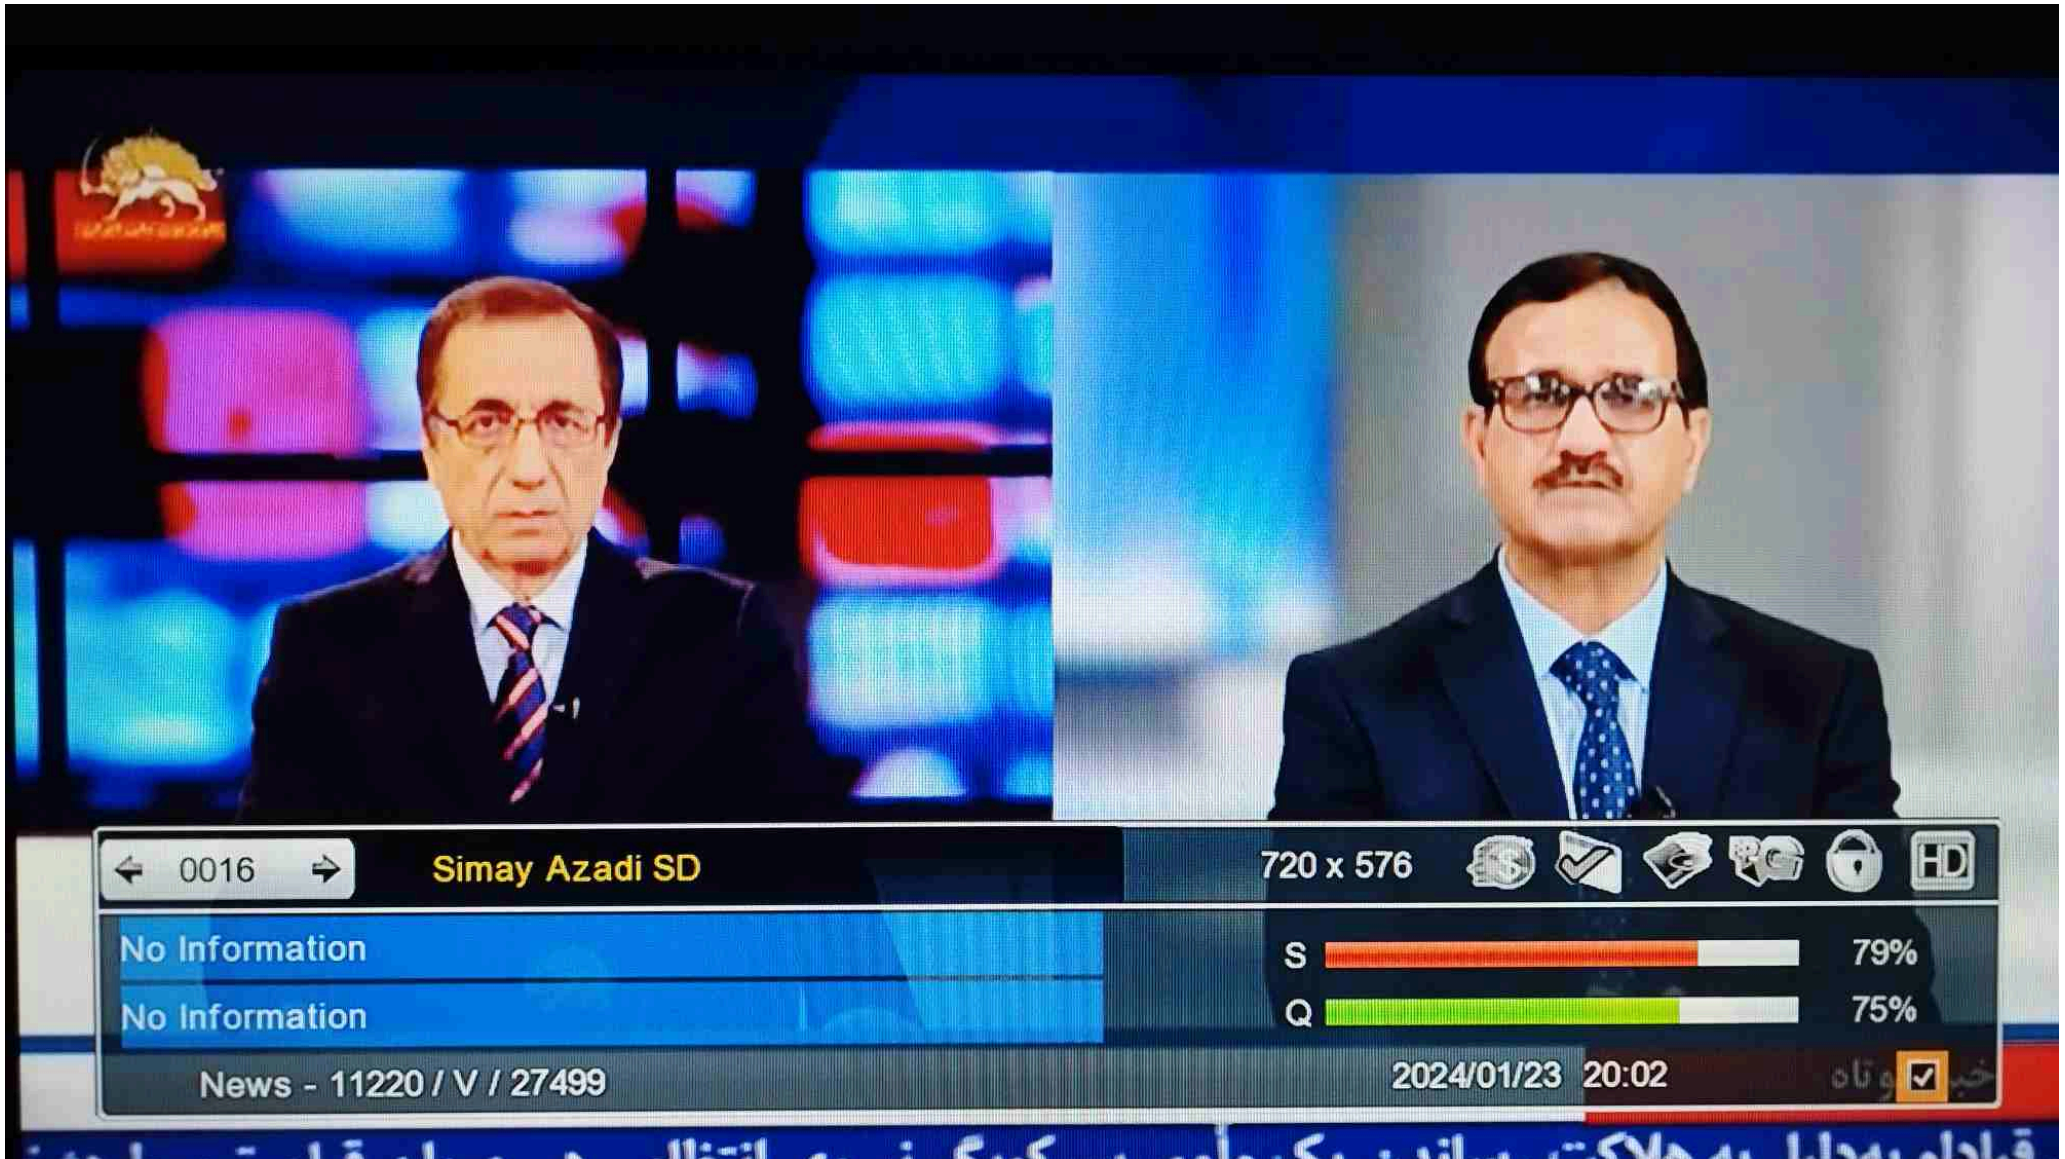 0016
Simay Azadi SD
720 x 576
HD
No Information
S
79%
No Information
Q
75%
News - 11220 / V / 27499
2024/01/23 20:02